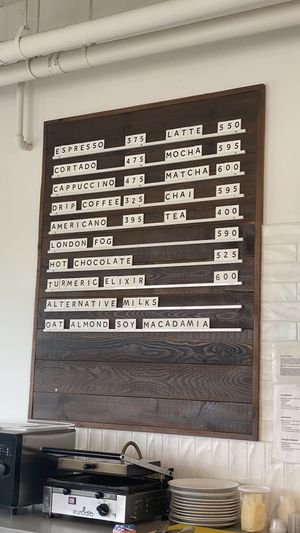 ESPRESSO 375 LATTE 550
CORTADO 475 MOCHA 595
CAPPUCCINO 475 MATCHA 600
DRIP COFFEE 325 CHAI 595
AMERICANO 395 TEA 400
LONDON FOG 590
HOT CHOCOLATE 525
TURMERIC ELIXIR 600
ALTERNATIVE MILKS
OAT ALMOND SOY MACADAMIA
eurodib